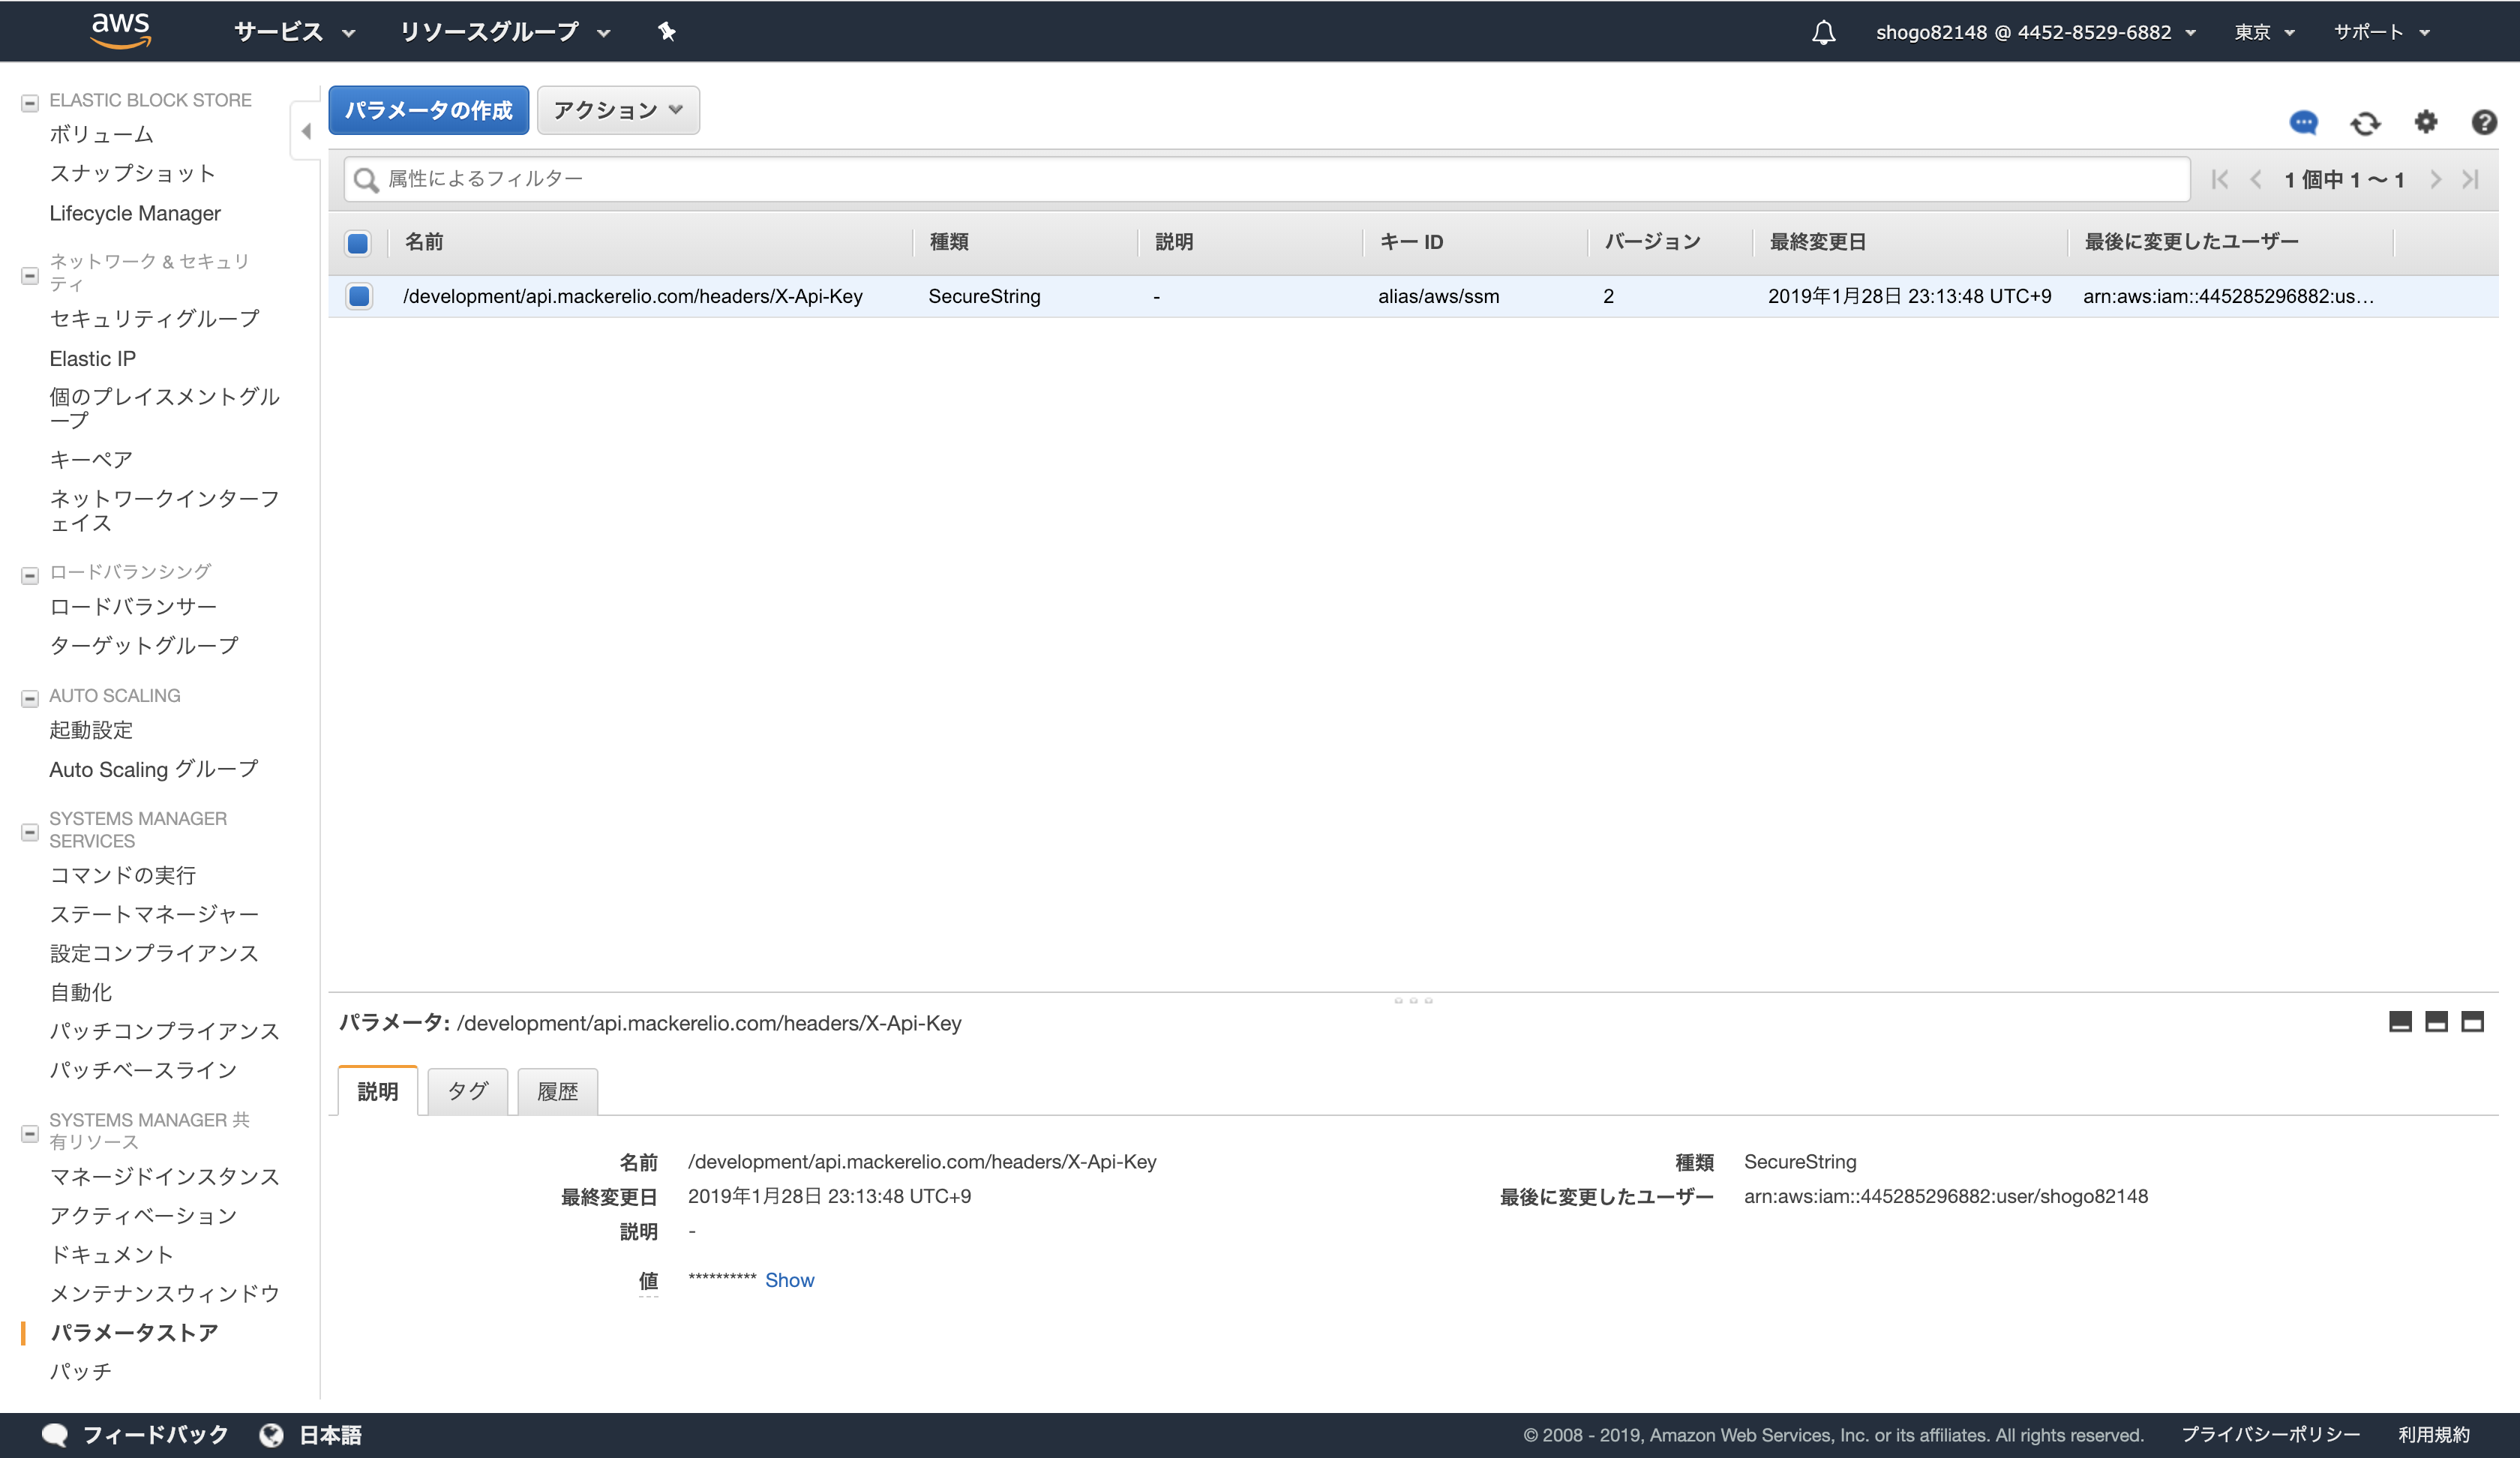 aws サービス リソースグループ shogo82148 @ 4452-8529-6882 東京 サポート
ELASTIC BLOCK STORE
ボリューム
スナップショット
Lifecycle Manager
ネットワーク & セキュリ
ティ
セキュリティグループ
Elastic IP
個のプレイスメントグル
ープ
キーペア
ネットワークインターフ
ェイス
ロードバランシング
ロードバランサー
ターゲットグループ
AUTO SCALING
起動設定
Auto Scaling グループ
SYSTEMS MANAGER
SERVICES
コマンドの実行
ステートマネージャー
設定コンプライアンス
自動化
パッチコンプライアンス
パッチベースライン
SYSTEMS MANAGER 共
有リソース
マネージドインスタンス
アクティベーション
ドキュメント
メンテナンスウィンドウ
パラメータストア
パッチ
パラメータの作成 アクション
属性によるフィルター 1 個中 1 〜 1
名前 種類 説明 キー ID バージョン 最終変更日 最後に変更したユーザー
/development/api.mackerelio.com/headers/X-Api-Key SecureString - alias/aws/ssm 2 2019年1月28日 23:13:48 UTC+9 arn:aws:iam::445285296882:us…
パラメータ: /development/api.mackerelio.com/headers/X-Api-Key
説明 タグ 履歴
名前 /development/api.mackerelio.com/headers/X-Api-Key 種類 SecureString
最終変更日 2019年1月28日 23:13:48 UTC+9 最後に変更したユーザー arn:aws:iam::445285296882:user/shogo82148
説明 -
値 ********** Show
フィードバック 日本語 © 2008 - 2019, Amazon Web Services, Inc. or its affiliates. All rights reserved. プライバシーポリシー 利用規約